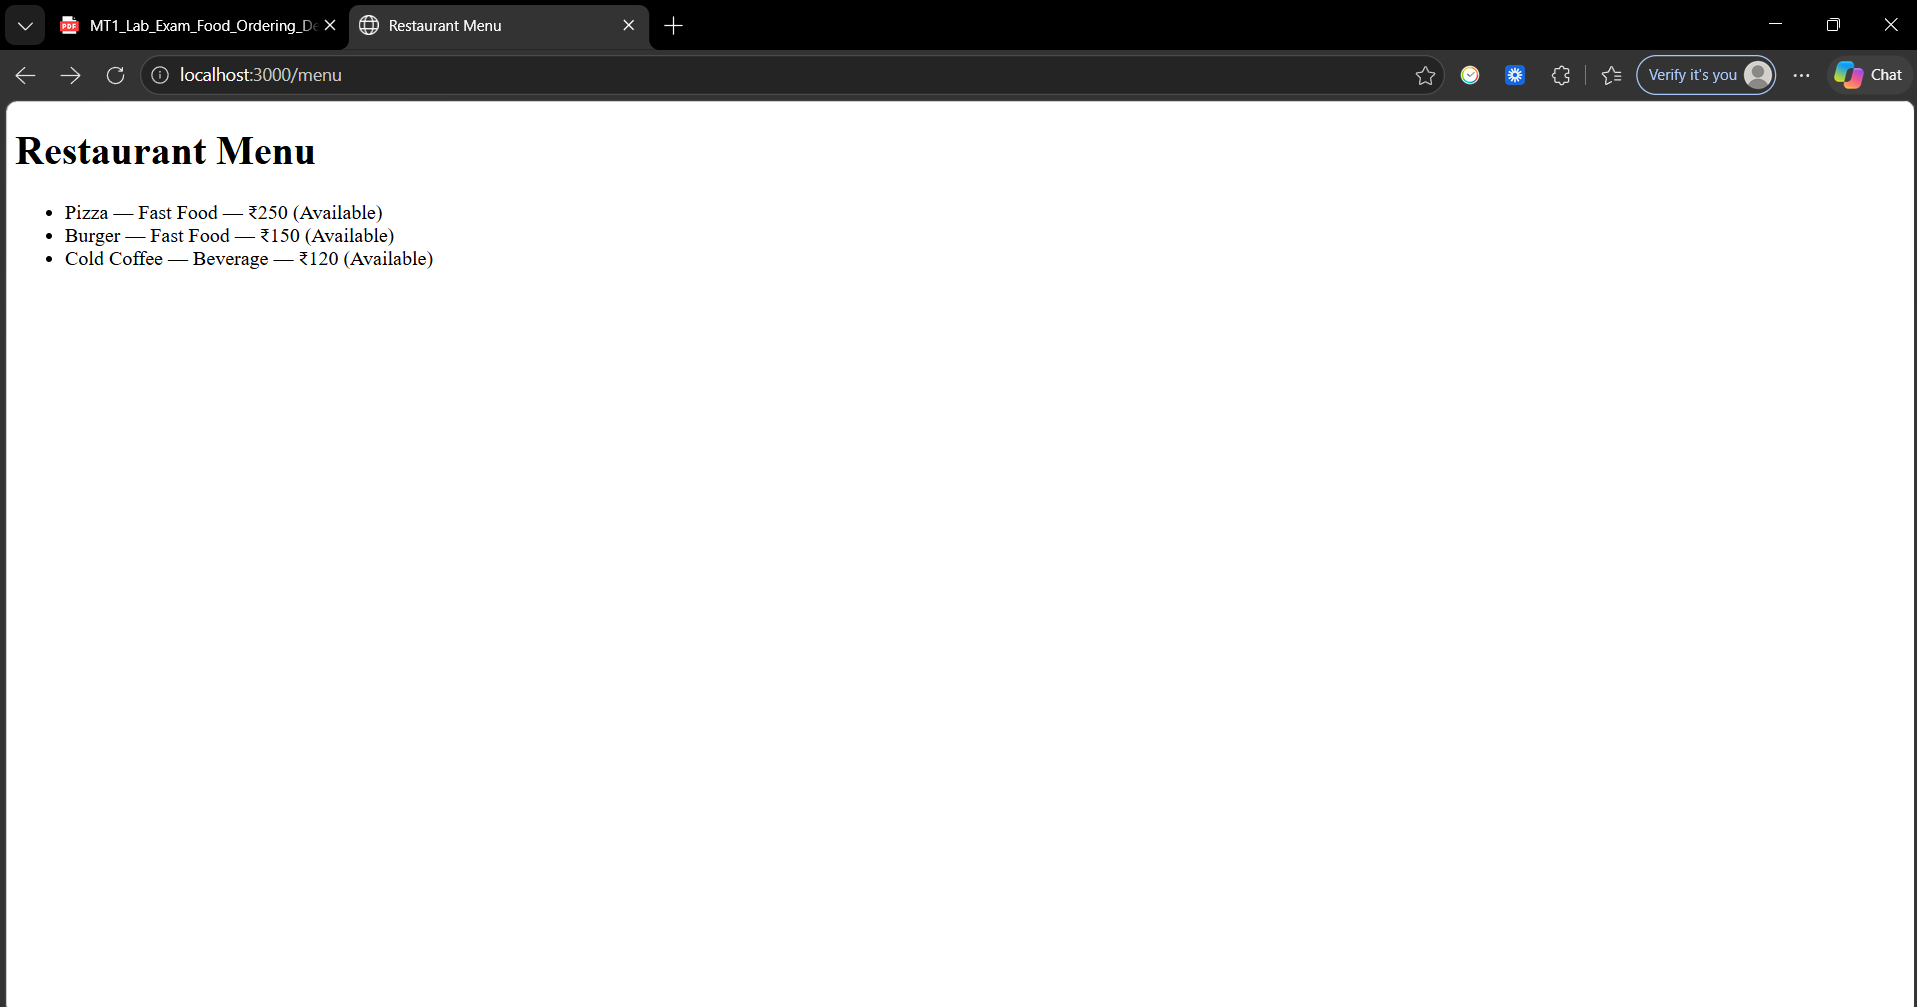 MT1_Lab_Exam_Food_Ordering_De
Restaurant Menu
localhost:3000/menu
Verify it's you
Chat
Restaurant Menu
• Pizza — Fast Food — ₹250 (Available)
• Burger — Fast Food — ₹150 (Available)
• Cold Coffee — Beverage — ₹120 (Available)